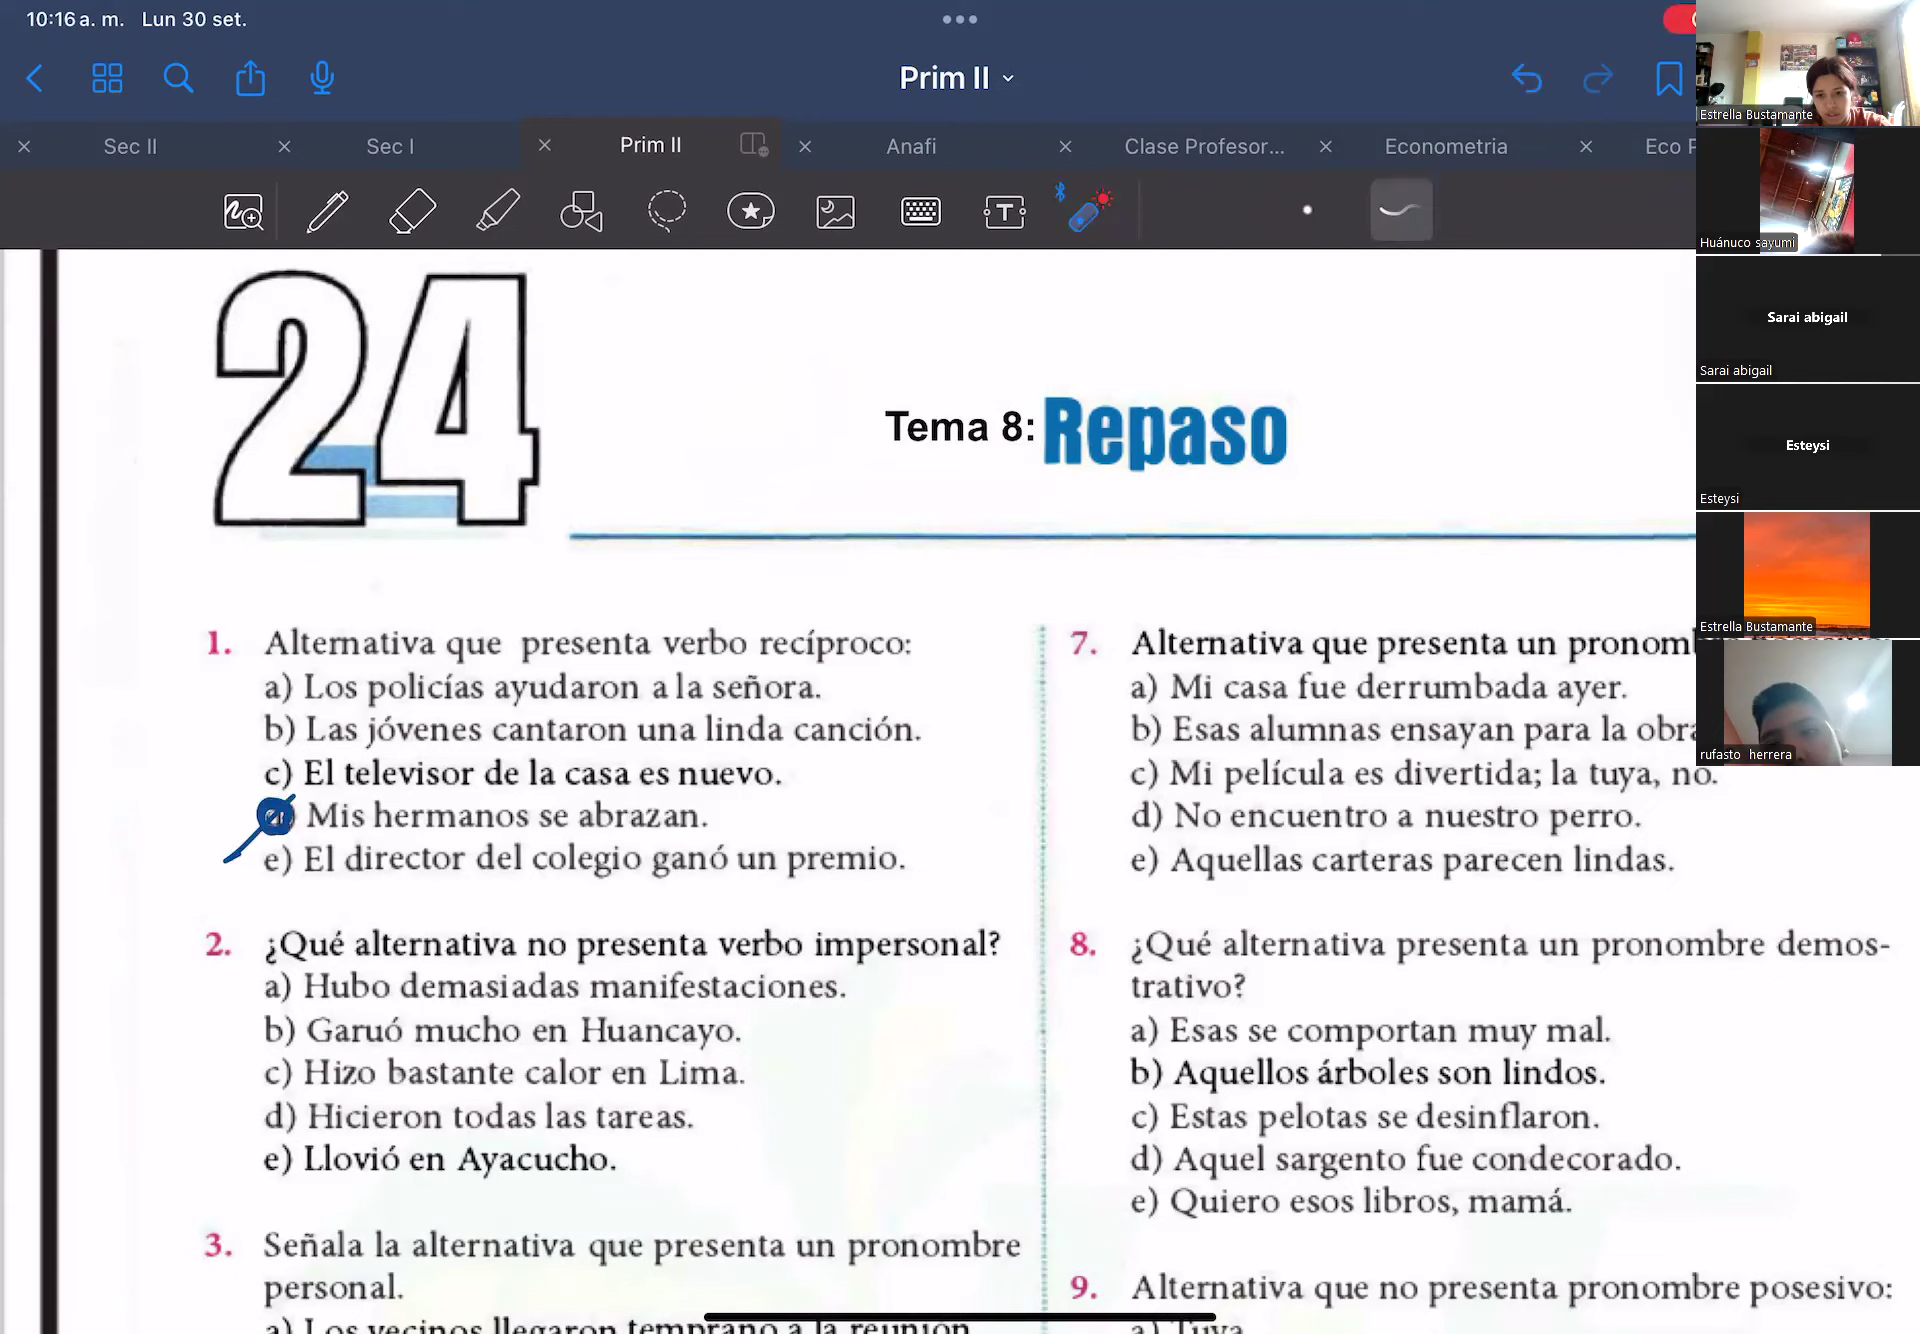 10:16 a. m. Lun 30 set.
Prim II
Sec II
Sec I
Prim II
Anafi
Clase Profesor...
Econometria
Eco
24
Tema 8: Repaso
1. Alternativa que presenta verbo recíproco:
a) Los policías ayudaron a la señora.
b) Las jóvenes cantaron una linda canción.
c) El televisor de la casa es nuevo.
Mis hermanos se abrazan.
e) El director del colegio ganó un premio.
2. ¿Qué alternativa no presenta verbo impersonal?
a) Hubo demasiadas manifestaciones.
b) Garuó mucho en Huancayo.
c) Hizo bastante calor en Lima.
d) Hicieron todas las tareas.
e) Llovió en Ayacucho.
3. Señala la alternativa que presenta un pronombre
personal.
a) Los vecinos llegaron temprano a la reunión
7. Alternativa que presenta un
a) Mi casa fue derrumbada ayer.
b) Esas alumnas ensayan para la
c) Mi película es divertida; la tuya, no.
d) No encuentro a nuestro perro.
e) Aquellas carteras parecen lindas.
8. ¿Qué alternativa presenta un pronombre demos-
trativo?
a) Esas se comportan muy mal.
b) Aquellos árboles son lindos.
c) Estas pelotas se desinflaron.
d) Aquel sargento fue condecorado.
e) Quiero esos libros, mamá.
9. Alternativa que no presenta pronombre posesivo:
a) Tuya
Estrella Bustamante
Huánuco sayumi
Sarai abigail
Sarai abigail
Esteysi
Esteysi
Estrella Bustamante
rufasto herrera